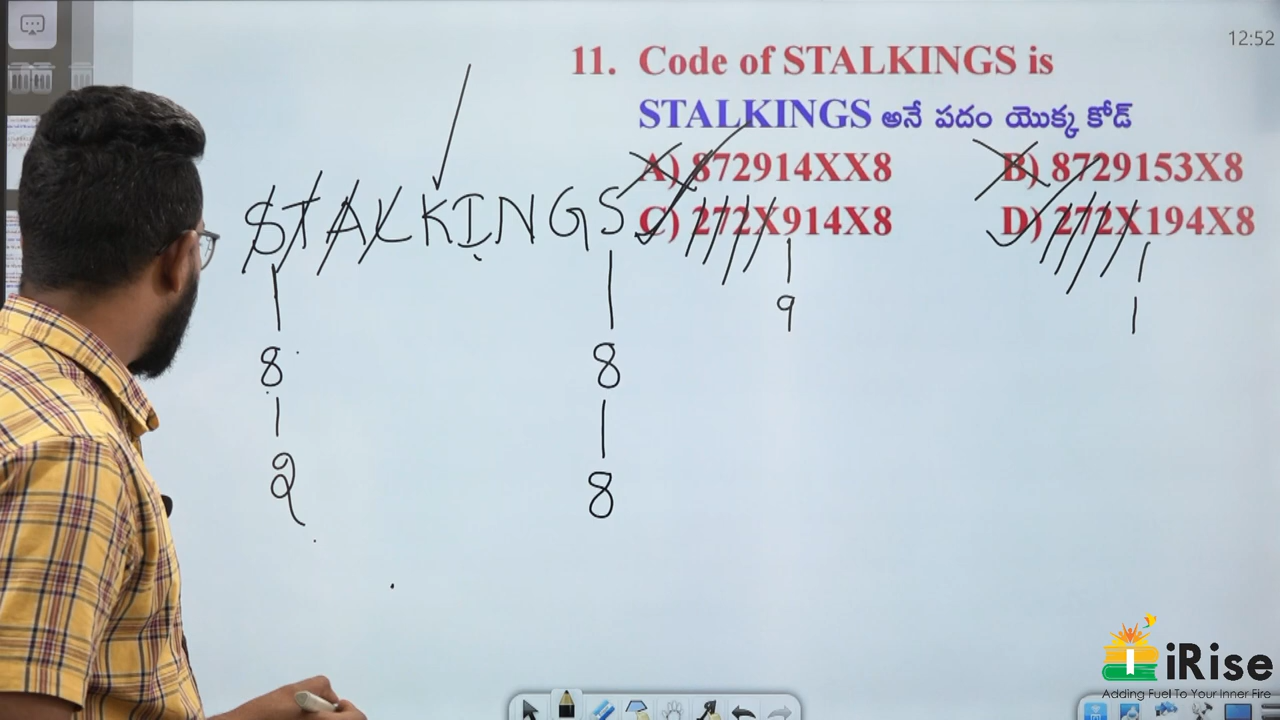 12:52
11. Code of STALKINGS is
STALKINGS అనే పదం యొక్క కోడ్
A) 872914XX8 B) 8729153X8
C) 272X914X8 D) 272X194X8
STALKINGS
9 1
8 8
2 8
iRise
Adding Fuel To Your Inner Fire